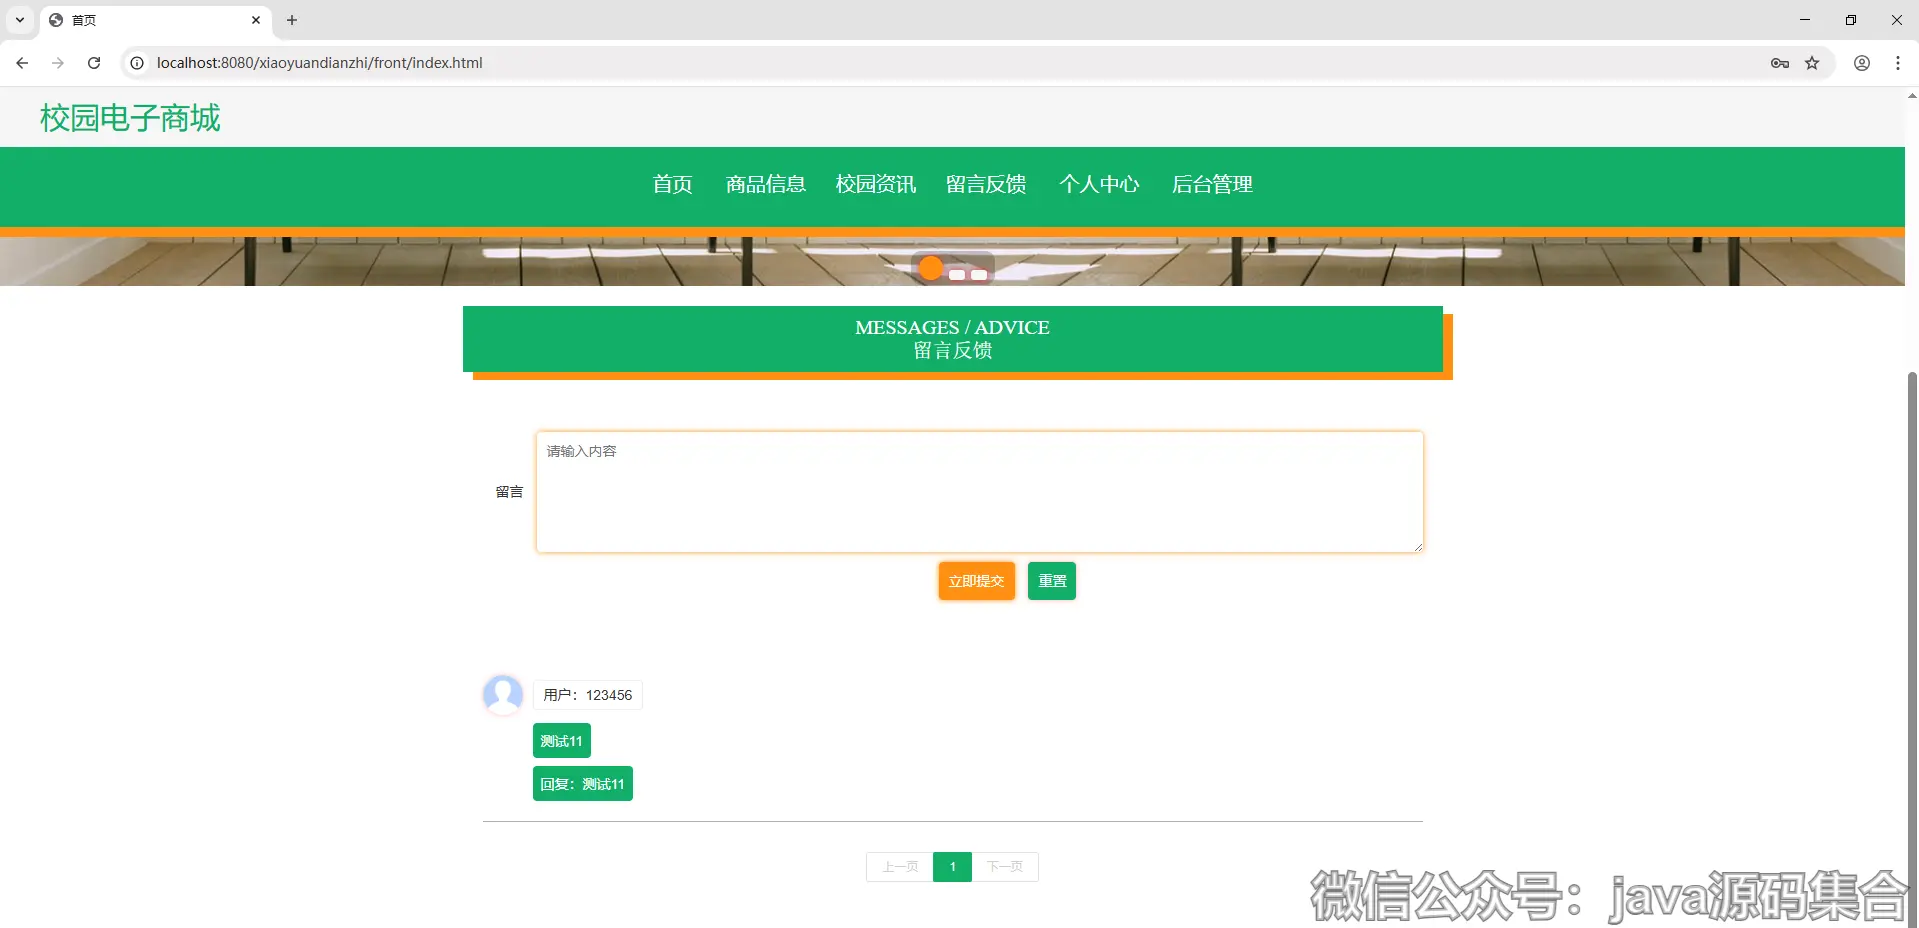 首页
localhost:8080/xiaoyuandianzhi/front/index.html
校园电子商城
首页 商品信息 校园资讯 留言反馈 个人中心 后台管理
MESSAGES / ADVICE
留言反馈
请输入内容
留言
立即提交 重置
用户：123456
测试11
回复：测试11
上一页 1 下一页
微信公众号：java源码集合